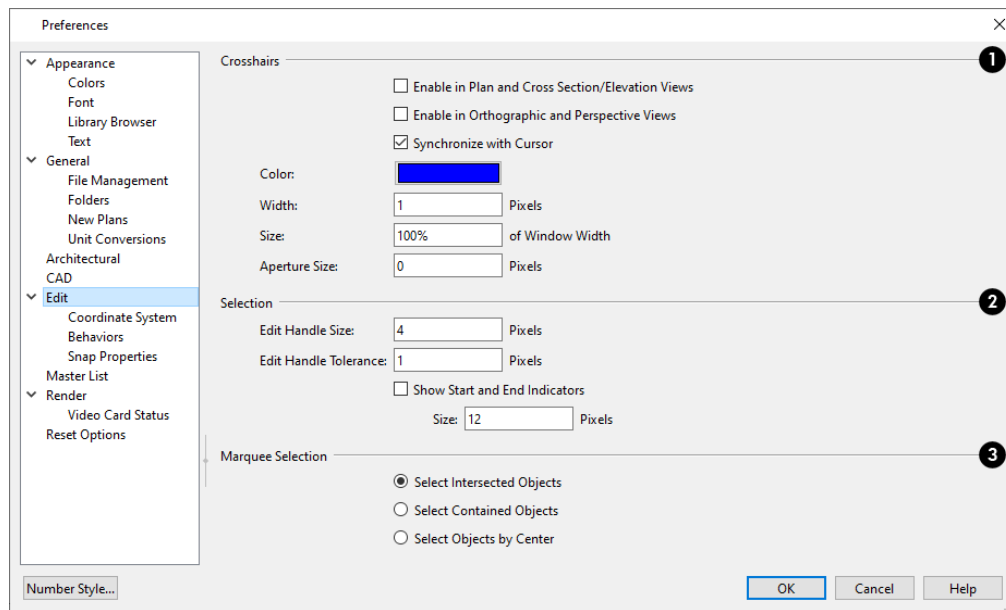 Preferences
Appearance
Colors
Font
Library Browser
Text
General
File Management
Folders
New Plans
Unit Conversions
Architectural
CAD
Edit
Coordinate System
Behaviors
Snap Properties
Master List
Render
Video Card Status
Reset Options
Crosshairs 1
Enable in Plan and Cross Section/Elevation Views
Enable in Orthographic and Perspective Views
Synchronize with Cursor
Color:
Width: 1 Pixels
Size: 100% of Window Width
Aperture Size: 0 Pixels
Selection 2
Edit Handle Size: 4 Pixels
Edit Handle Tolerance: 1 Pixels
Show Start and End Indicators
Size: 12 Pixels
Marquee Selection 3
Select Intersected Objects
Select Contained Objects
Select Objects by Center
Number Style... OK Cancel Help